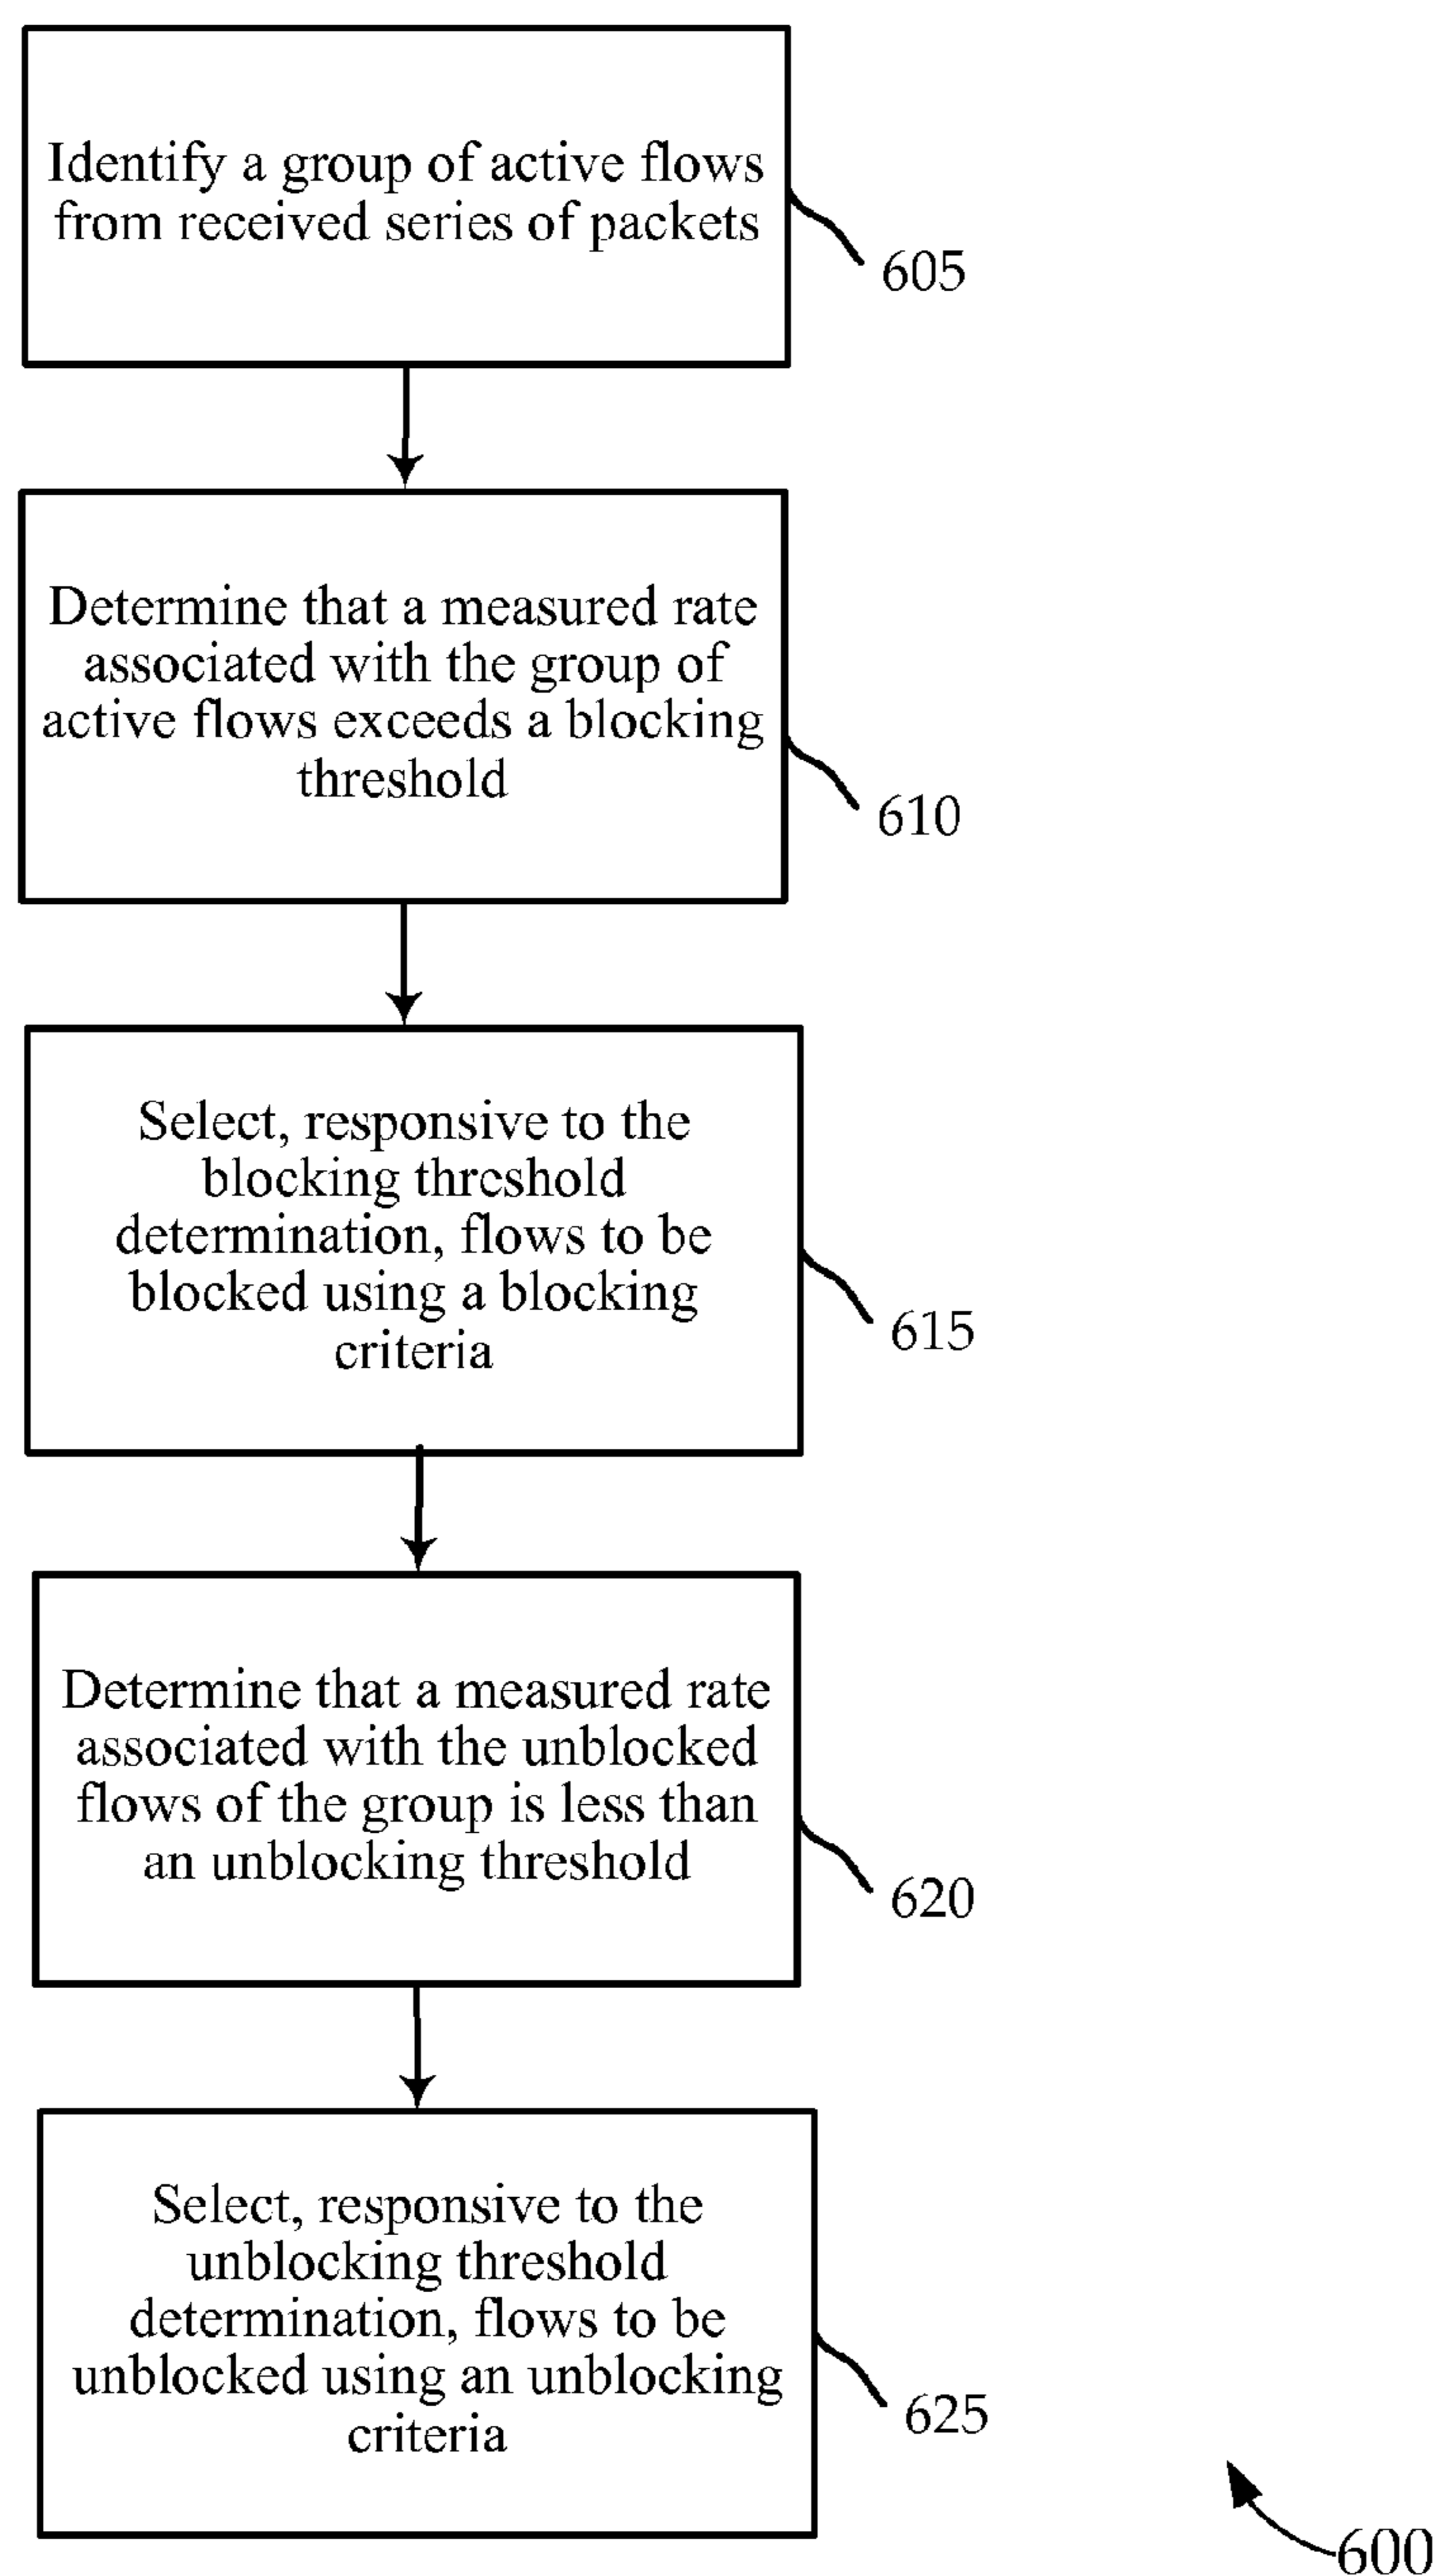 Identify a group of active flows
from received series of packets
605
Determine that a measured rate
associated with the group of
active flows exceeds a blocking
threshold
610
Select, responsive to the
blocking threshold
determination, flows to be
blocked using a blocking
criteria
615
Determine that a measured rate
associated with the unblocked
flows of the group is less than
an unblocking threshold
620
Select, responsive to the
unblocking threshold
determination, flows to be
unblocked using an unblocking
criteria
625
600